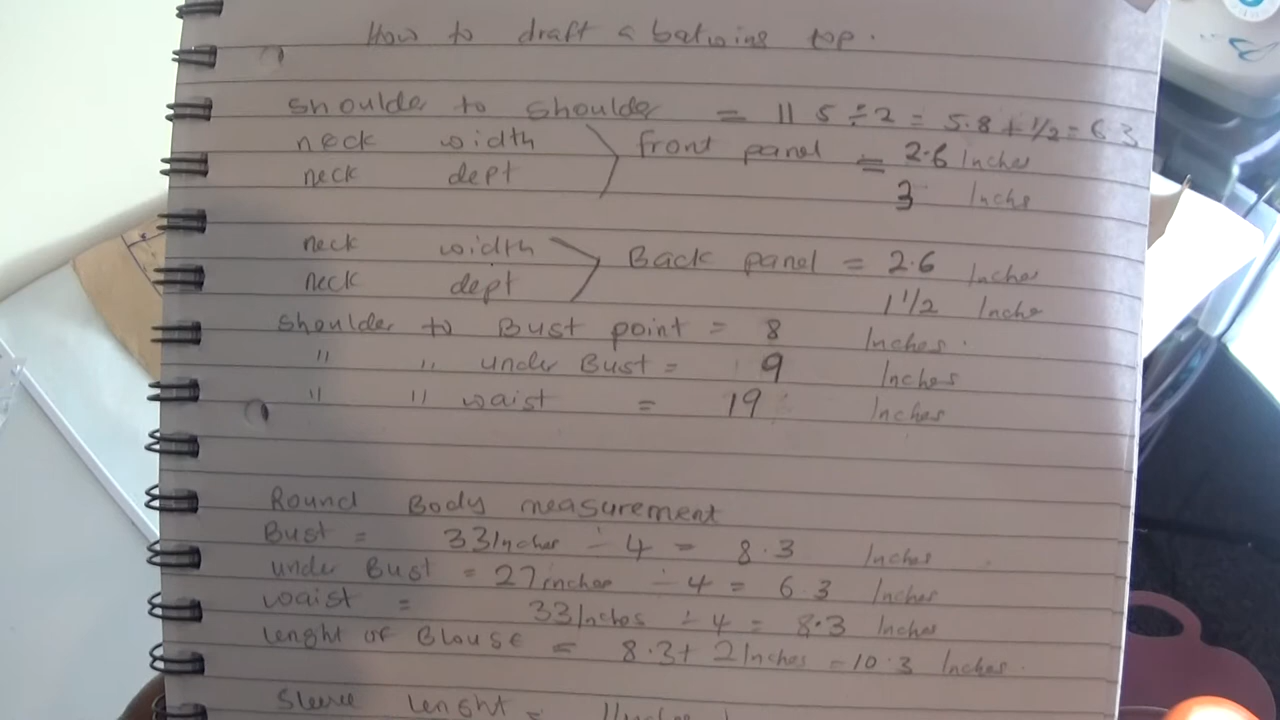 How to draft a batwing top.
shoulder to shoulder = 11 5 ÷ 2 = 5.8 + 1/2 = 6 3
neck width } front panel = 2.6 Inches
neck dept 3 Inchs
neck width } Back panel = 2.6 Inches
neck dept 1 1/2 Inche
shoulder to Bust point = 8 Inches.
" " under Bust = 9 Inches
" " waist = 19 Inches
Round Body measurement
Bust = 33 Inches ÷ 4 = 8.3 Inches
under Bust = 27 inches ÷ 4 = 6.3 Inches
waist = 33 Inches ÷ 4 = 8.3 Inches
lenght of Blouse = 8.3 + 2 Inches = 10.3 Inches.
Sleeve lenght =